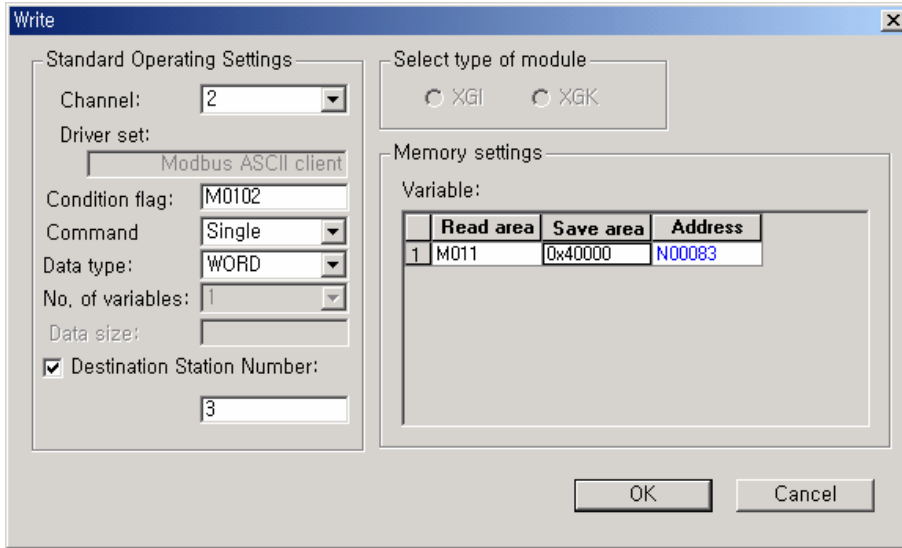 Write
Standard Operating Settings
Channel: 2
Driver set:
Modbus ASCII client
Condition flag: M0102
Command Single
Data type: WORD
No. of variables: 1
Data size:
Destination Station Number:
3
Select type of module
XGI XGK
Memory settings
Variable:
Read area Save area Address
1 M011 0x40000 N00083
OK Cancel